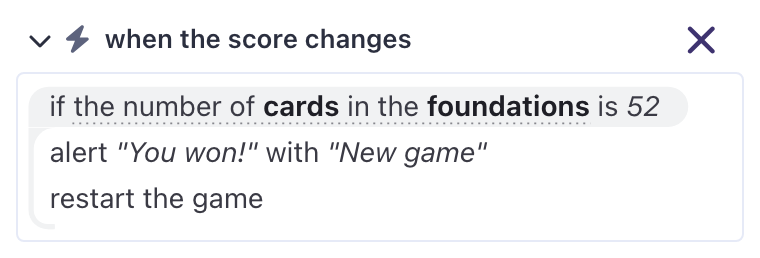 when the score changes
if the number of cards in the foundations is 52
alert "You won!" with "New game"
restart the game